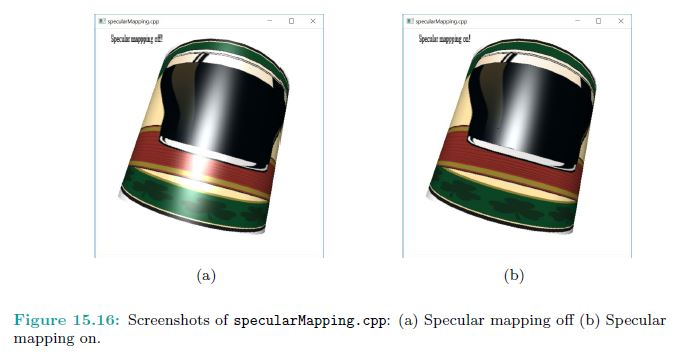 specularMapping.cpp
Specular mappping off!
specularMapping.cpp
Specular mapping on!
(a)
(b)
Figure 15.16: Screenshots of specularMapping.cpp: (a) Specular mapping off (b) Specular
mapping on.